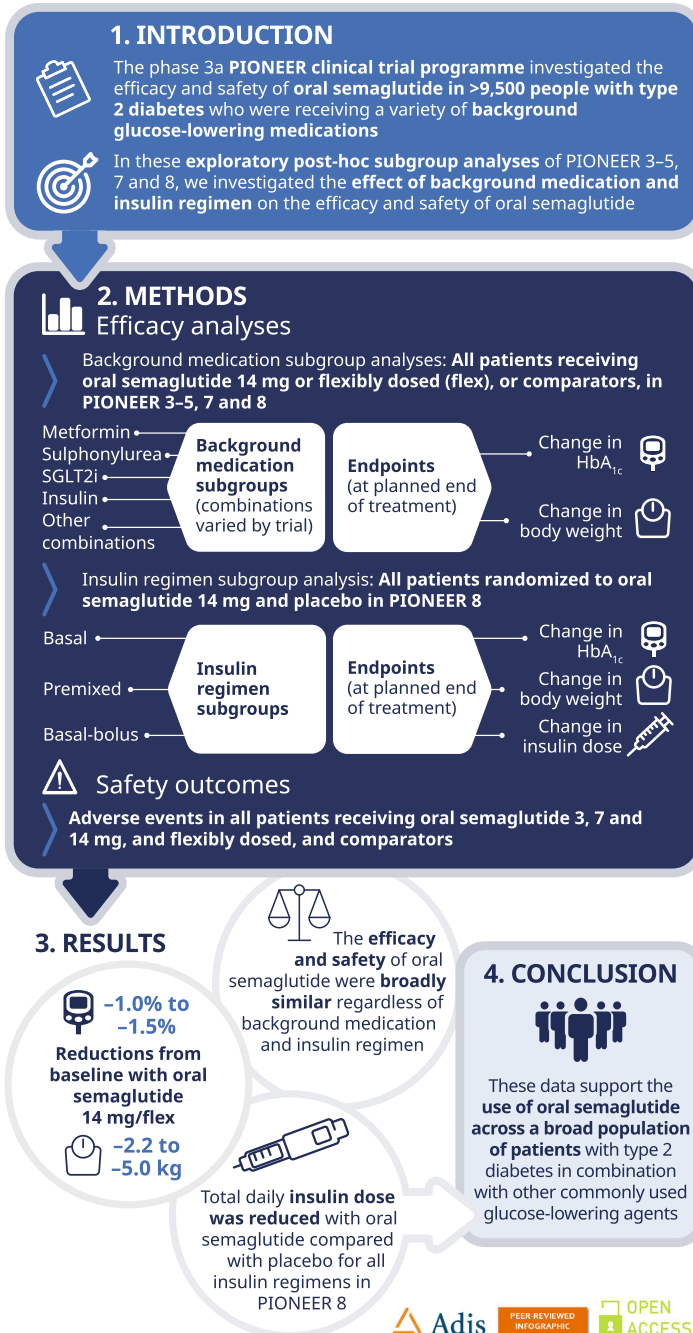 1. INTRODUCTION
The phase 3a PIONEER clinical trial programme investigated the
efficacy and safety of oral semaglutide in >9,500 people with type
2 diabetes who were receiving a variety of background
glucose-lowering medications
In these exploratory post-hoc subgroup analyses of PIONEER 3–5,
7 and 8, we investigated the effect of background medication and
insulin regimen on the efficacy and safety of oral semaglutide
2. METHODS
Efficacy analyses
Background medication subgroup analyses: All patients receiving
oral semaglutide 14 mg or flexibly dosed (flex), or comparators, in
PIONEER 3–5, 7 and 8
Metformin
Sulphonylurea
SGLT2i
Insulin
Other
combinations
Background
medication
subgroups
(combinations
varied by trial)
Endpoints
(at planned end
of treatment)
Change in
HbA1c
Change in
body weight
Insulin regimen subgroup analysis: All patients randomized to oral
semaglutide 14 mg and placebo in PIONEER 8
Basal
Premixed
Basal-bolus
Insulin
regimen
subgroups
Endpoints
(at planned end
of treatment)
Change in
HbA1c
Change in
body weight
Change in
insulin dose
Safety outcomes
Adverse events in all patients receiving oral semaglutide 3, 7 and
14 mg, and flexibly dosed, and comparators
3. RESULTS
–1.0% to
–1.5%
Reductions from
baseline with oral
semaglutide
14 mg/flex
–2.2 to
–5.0 kg
The efficacy
and safety of oral
semaglutide were broadly
similar regardless of
background medication
and insulin regimen
Total daily insulin dose
was reduced with oral
semaglutide compared
with placebo for all
insulin regimens in
PIONEER 8
4. CONCLUSION
These data support the
use of oral semaglutide
across a broad population
of patients with type 2
diabetes in combination
with other commonly used
glucose-lowering agents
Adis
PEER-REVIEWED
INFOGRAPHIC
OPEN
ACCESS